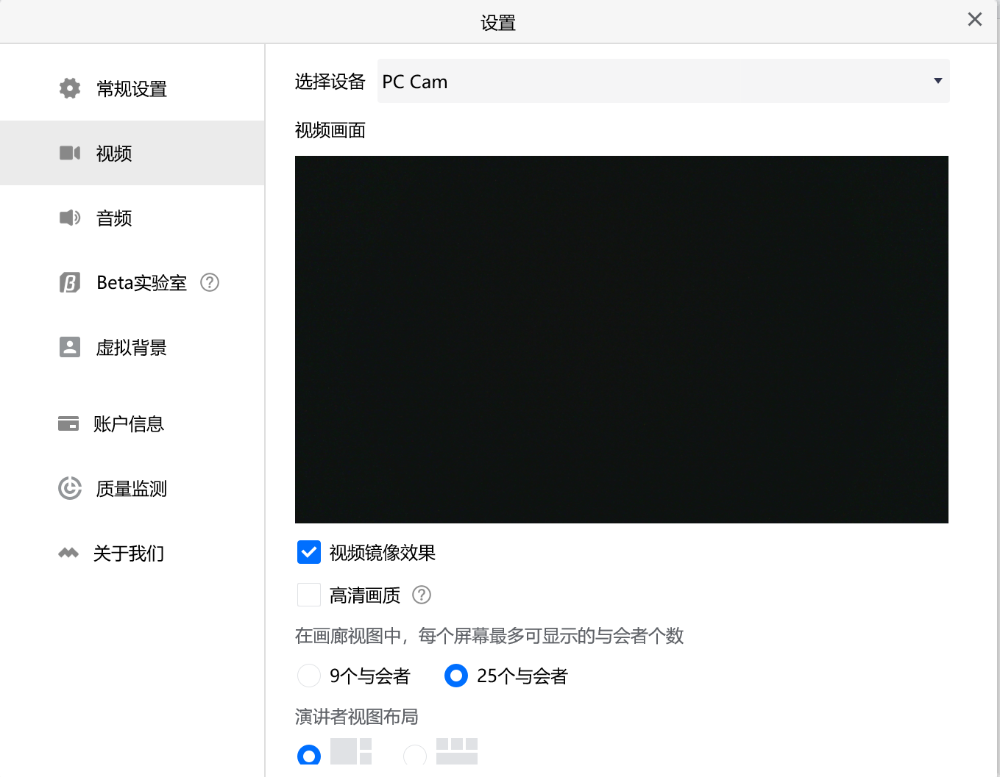 设置
常规设置
视频
音频
Beta实验室
虚拟背景
账户信息
质量监测
关于我们
选择设备 PC Cam
视频画面
视频镜像效果
高清画质
在画廊视图中，每个屏幕最多可显示的与会者个数
9个与会者 25个与会者
演讲者视图布局